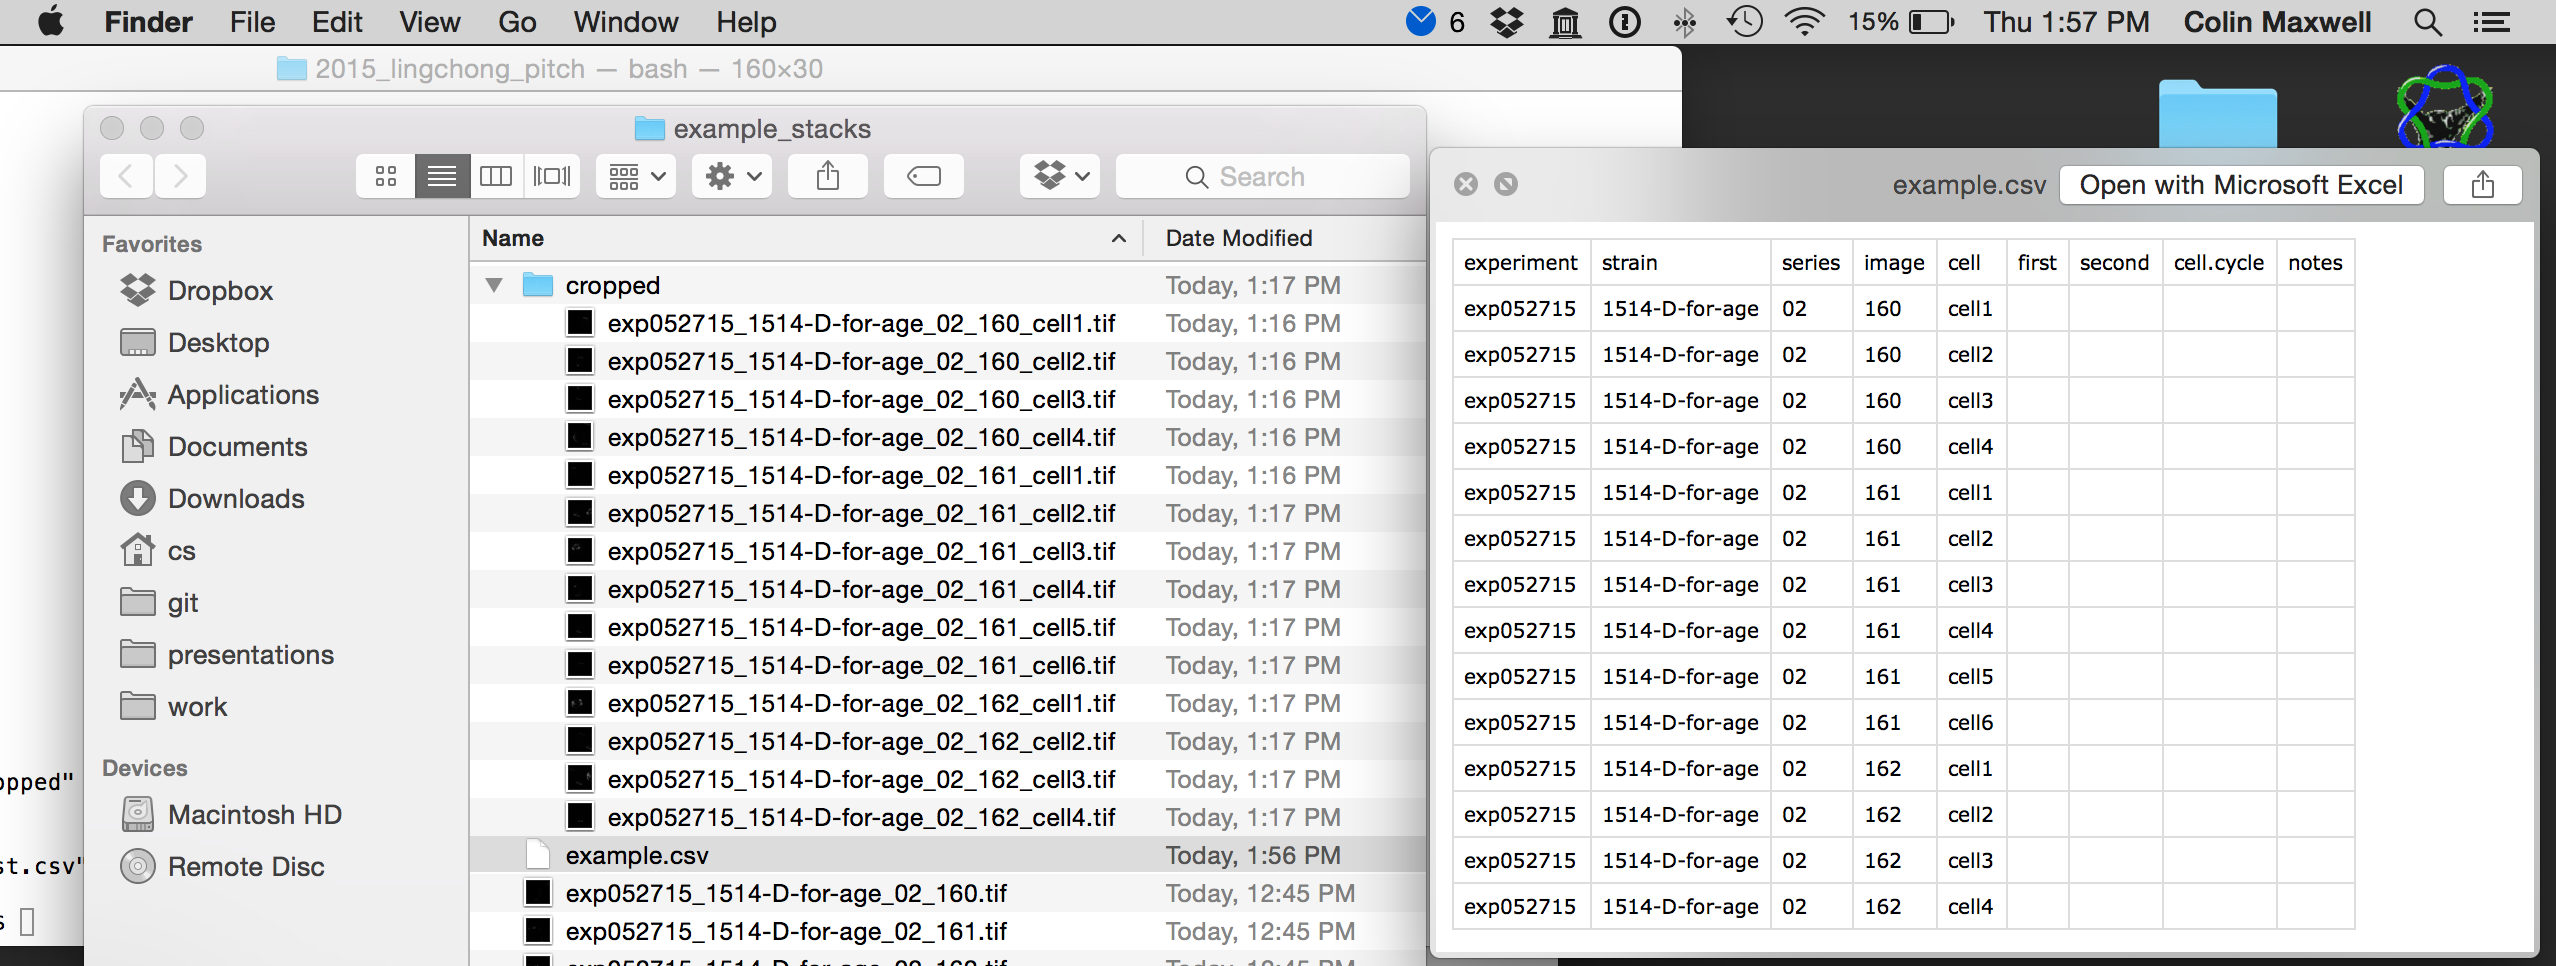 Finder File Edit View Go Window Help 6 15% Thu 1:57 PM Colin Maxwell
2015_lingchong_pitch — bash — 160×30
example_stacks
Search
Favorites
Dropbox
Desktop
Applications
Documents
Downloads
cs
git
presentations
work
Devices
Macintosh HD
Remote Disc
opped"
st.csv"
s
Name Date Modified
cropped Today, 1:17 PM
exp052715_1514-D-for-age_02_160_cell1.tif Today, 1:16 PM
exp052715_1514-D-for-age_02_160_cell2.tif Today, 1:16 PM
exp052715_1514-D-for-age_02_160_cell3.tif Today, 1:16 PM
exp052715_1514-D-for-age_02_160_cell4.tif Today, 1:16 PM
exp052715_1514-D-for-age_02_161_cell1.tif Today, 1:16 PM
exp052715_1514-D-for-age_02_161_cell2.tif Today, 1:17 PM
exp052715_1514-D-for-age_02_161_cell3.tif Today, 1:17 PM
exp052715_1514-D-for-age_02_161_cell4.tif Today, 1:17 PM
exp052715_1514-D-for-age_02_161_cell5.tif Today, 1:17 PM
exp052715_1514-D-for-age_02_161_cell6.tif Today, 1:17 PM
exp052715_1514-D-for-age_02_162_cell1.tif Today, 1:17 PM
exp052715_1514-D-for-age_02_162_cell2.tif Today, 1:17 PM
exp052715_1514-D-for-age_02_162_cell3.tif Today, 1:17 PM
exp052715_1514-D-for-age_02_162_cell4.tif Today, 1:17 PM
example.csv Today, 1:56 PM
exp052715_1514-D-for-age_02_160.tif Today, 12:45 PM
exp052715_1514-D-for-age_02_161.tif Today, 12:45 PM
exp052715_1514-D-for-age_02_162.tif Today, 12:45 PM
example.csv Open with Microsoft Excel
experiment strain series image cell first second cell.cycle notes
exp052715 1514-D-for-age 02 160 cell1
exp052715 1514-D-for-age 02 160 cell2
exp052715 1514-D-for-age 02 160 cell3
exp052715 1514-D-for-age 02 160 cell4
exp052715 1514-D-for-age 02 161 cell1
exp052715 1514-D-for-age 02 161 cell2
exp052715 1514-D-for-age 02 161 cell3
exp052715 1514-D-for-age 02 161 cell4
exp052715 1514-D-for-age 02 161 cell5
exp052715 1514-D-for-age 02 161 cell6
exp052715 1514-D-for-age 02 162 cell1
exp052715 1514-D-for-age 02 162 cell2
exp052715 1514-D-for-age 02 162 cell3
exp052715 1514-D-for-age 02 162 cell4